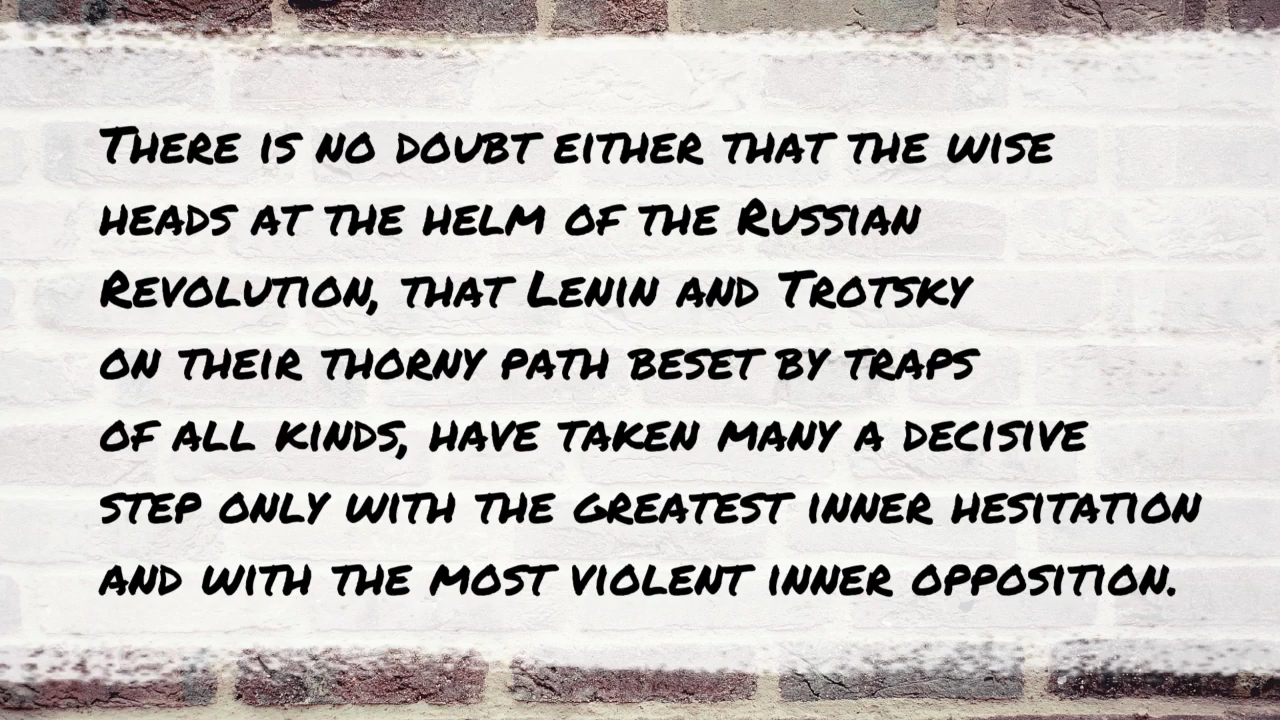 There is no doubt either that the wise
heads at the helm of the Russian
Revolution, that Lenin and Trotsky
on their thorny path beset by traps
of all kinds, have taken many a decisive
step only with the greatest inner hesitation
and with the most violent inner opposition.